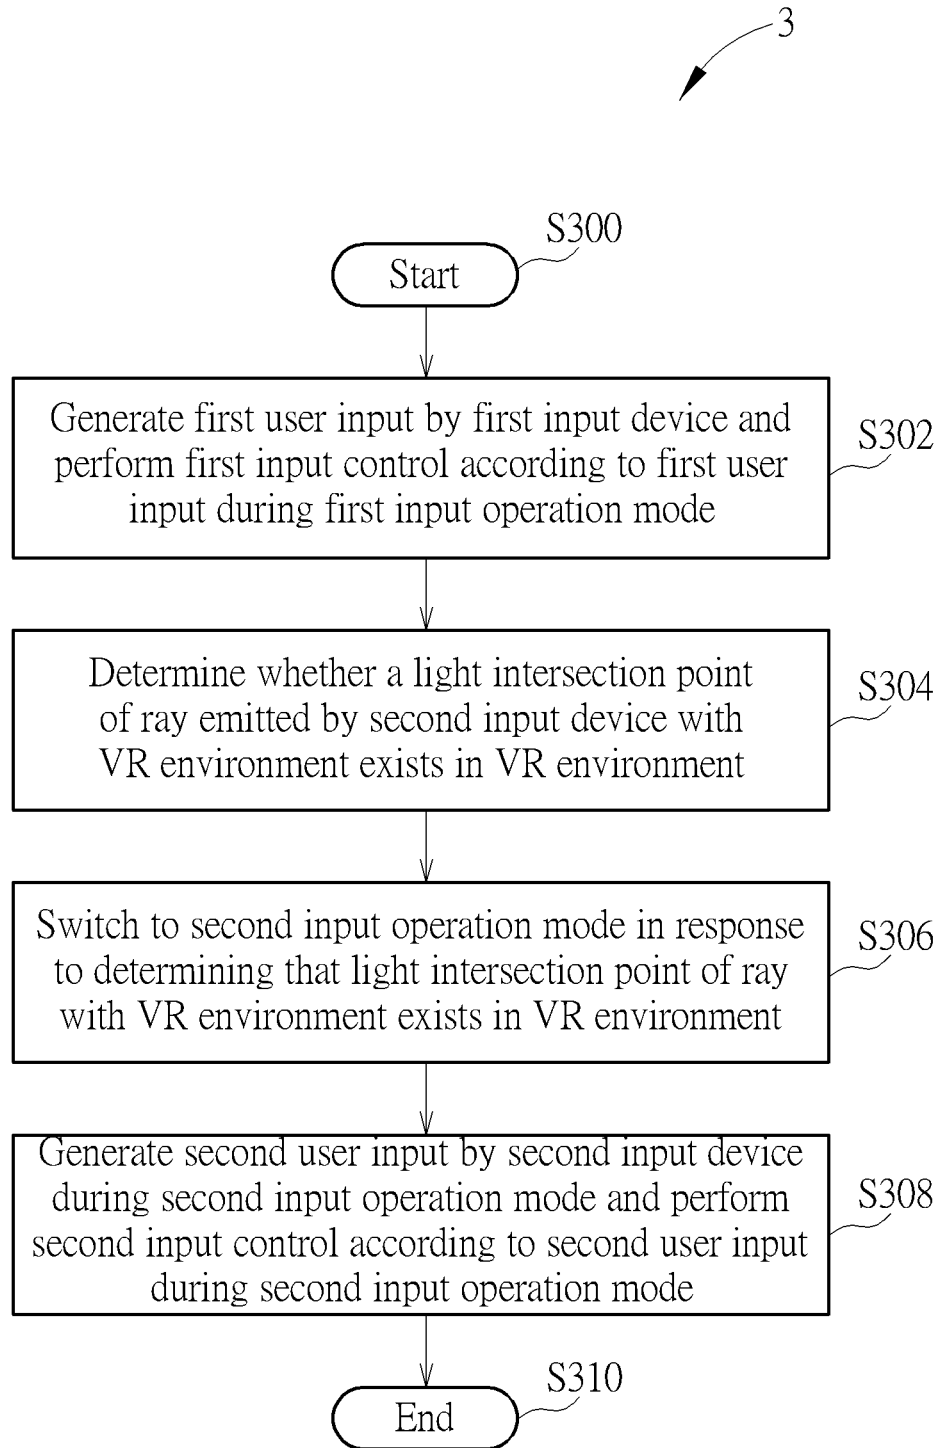 3
S300
Start
Generate first user input by first input device and
perform first input control according to first user
input during first input operation mode
S302
Determine whether a light intersection point
of ray emitted by second input device with
VR environment exists in VR environment
S304
Switch to second input operation mode in response
to determining that light intersection point of ray
with VR environment exists in VR environment
S306
Generate second user input by second input device
during second input operation mode and perform
second input control according to second user input
during second input operation mode
S308
S310
End